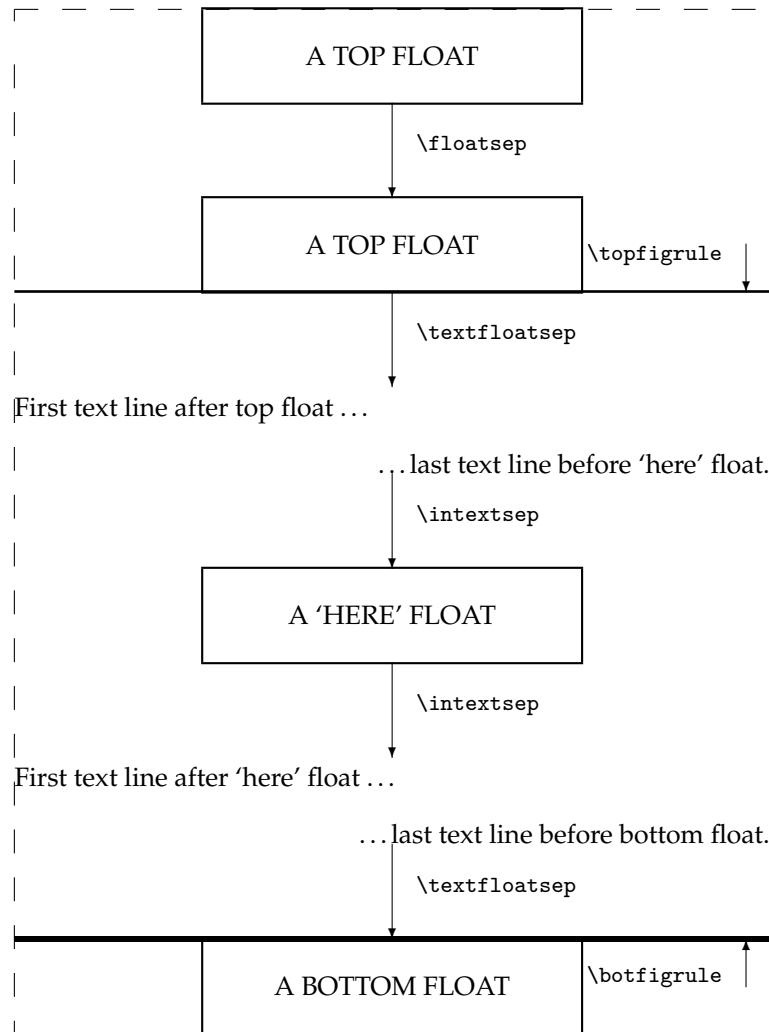 A TOP FLOAT
\floatsep
A TOP FLOAT
\topfigrule
\textfloatsep
First text line after top float …
… last text line before ‘here’ float.
\intextsep
A ‘HERE’ FLOAT
\intextsep
First text line after ‘here’ float …
… last text line before bottom float.
\textfloatsep
A BOTTOM FLOAT
\botfigrule